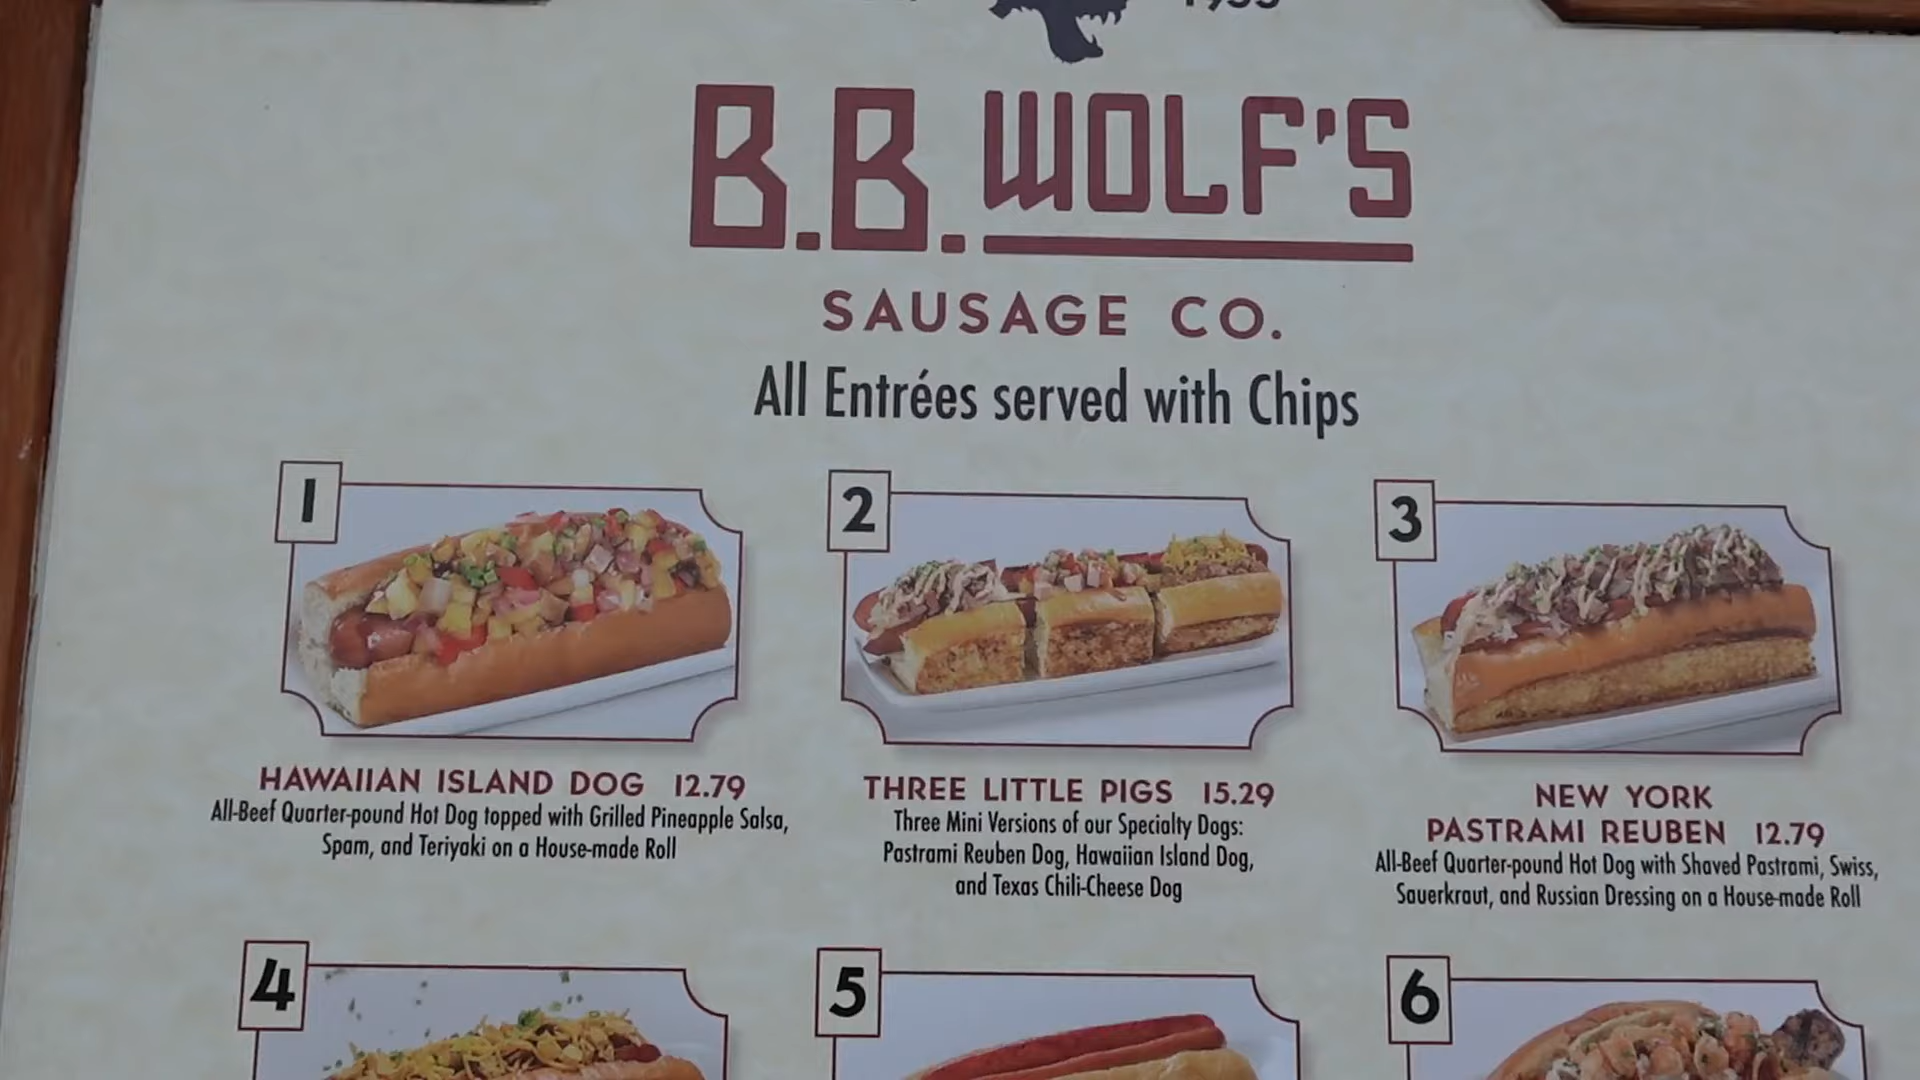 B.B. WOLF'S
SAUSAGE CO.
All Entrées served with Chips
1
2
3
HAWAIIAN ISLAND DOG 12.79
All-Beef Quarter-pound Hot Dog topped with Grilled Pineapple Salsa,
Spam, and Teriyaki on a House-made Roll
THREE LITTLE PIGS 15.29
Three Mini Versions of our Specialty Dogs:
Pastrami Reuben Dog, Hawaiian Island Dog,
and Texas Chili-Cheese Dog
NEW YORK
PASTRAMI REUBEN 12.79
All-Beef Quarter-pound Hot Dog with Shaved Pastrami, Swiss,
Sauerkraut, and Russian Dressing on a House-made Roll
4
5
6